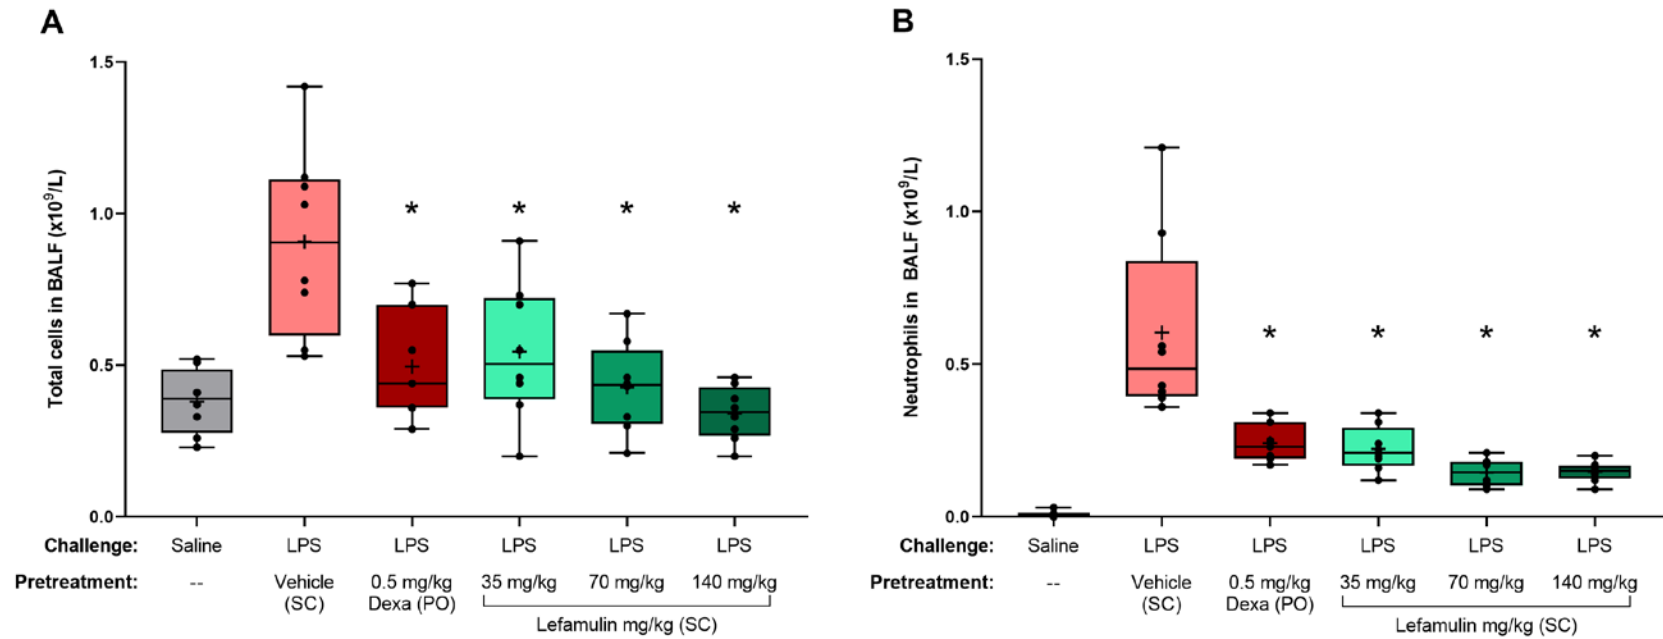 A
Total cells in BALF (x10⁹/L)
1.5
1.0
0.5
0.0
* * * *
Challenge: Saline LPS LPS LPS LPS LPS
Pretreatment: -- Vehicle 0.5 mg/kg 35 mg/kg 70 mg/kg 140 mg/kg
(SC) Dexa (PO)
Lefamulin mg/kg (SC)
B
Neutrophils in BALF (x10⁹/L)
1.5
1.0
0.5
0.0
* * * *
Challenge: Saline LPS LPS LPS LPS LPS
Pretreatment: -- Vehicle 0.5 mg/kg 35 mg/kg 70 mg/kg 140 mg/kg
(SC) Dexa (PO)
Lefamulin mg/kg (SC)